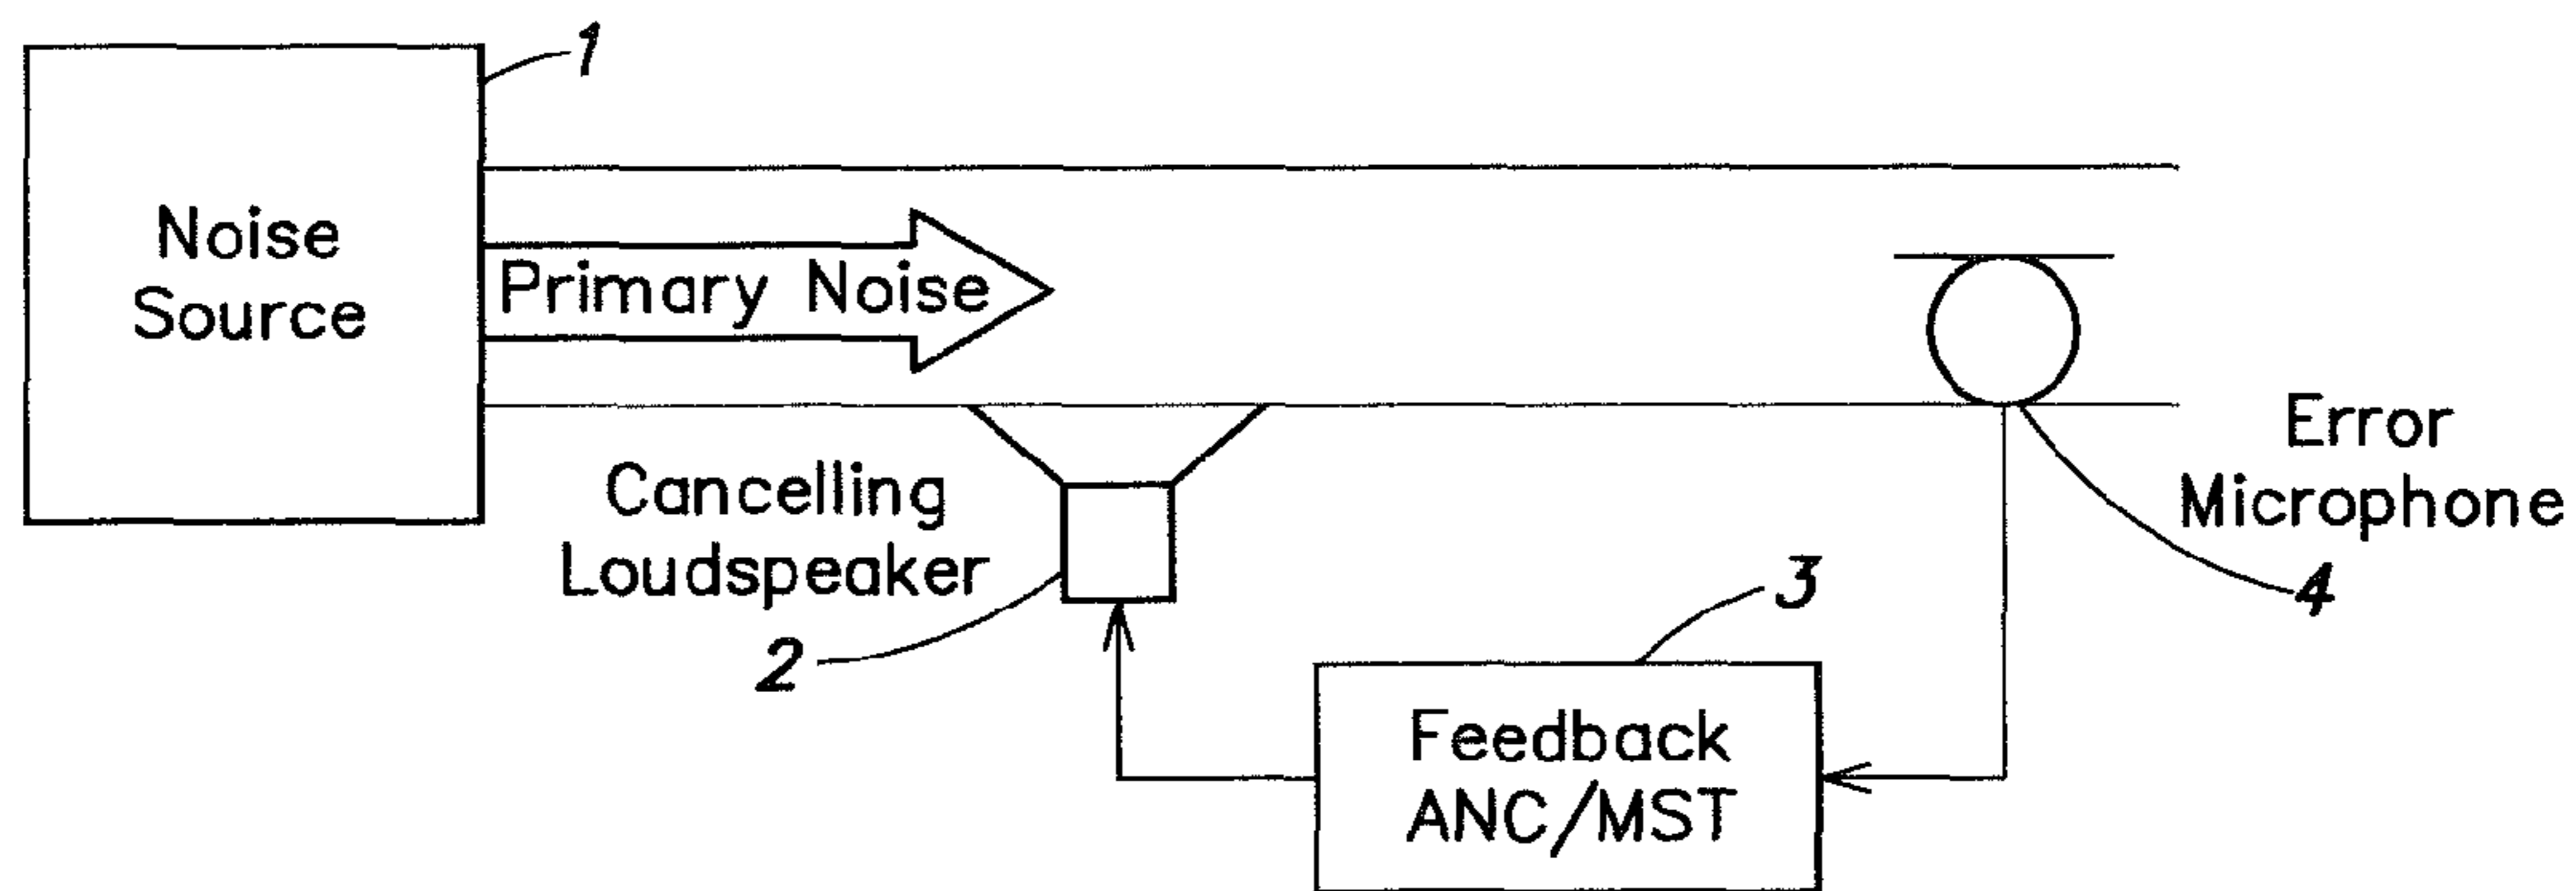 1
Noise
Source
Primary Noise
Cancelling
Loudspeaker
2
Error
Microphone
3
4
Feedback
ANC/MST